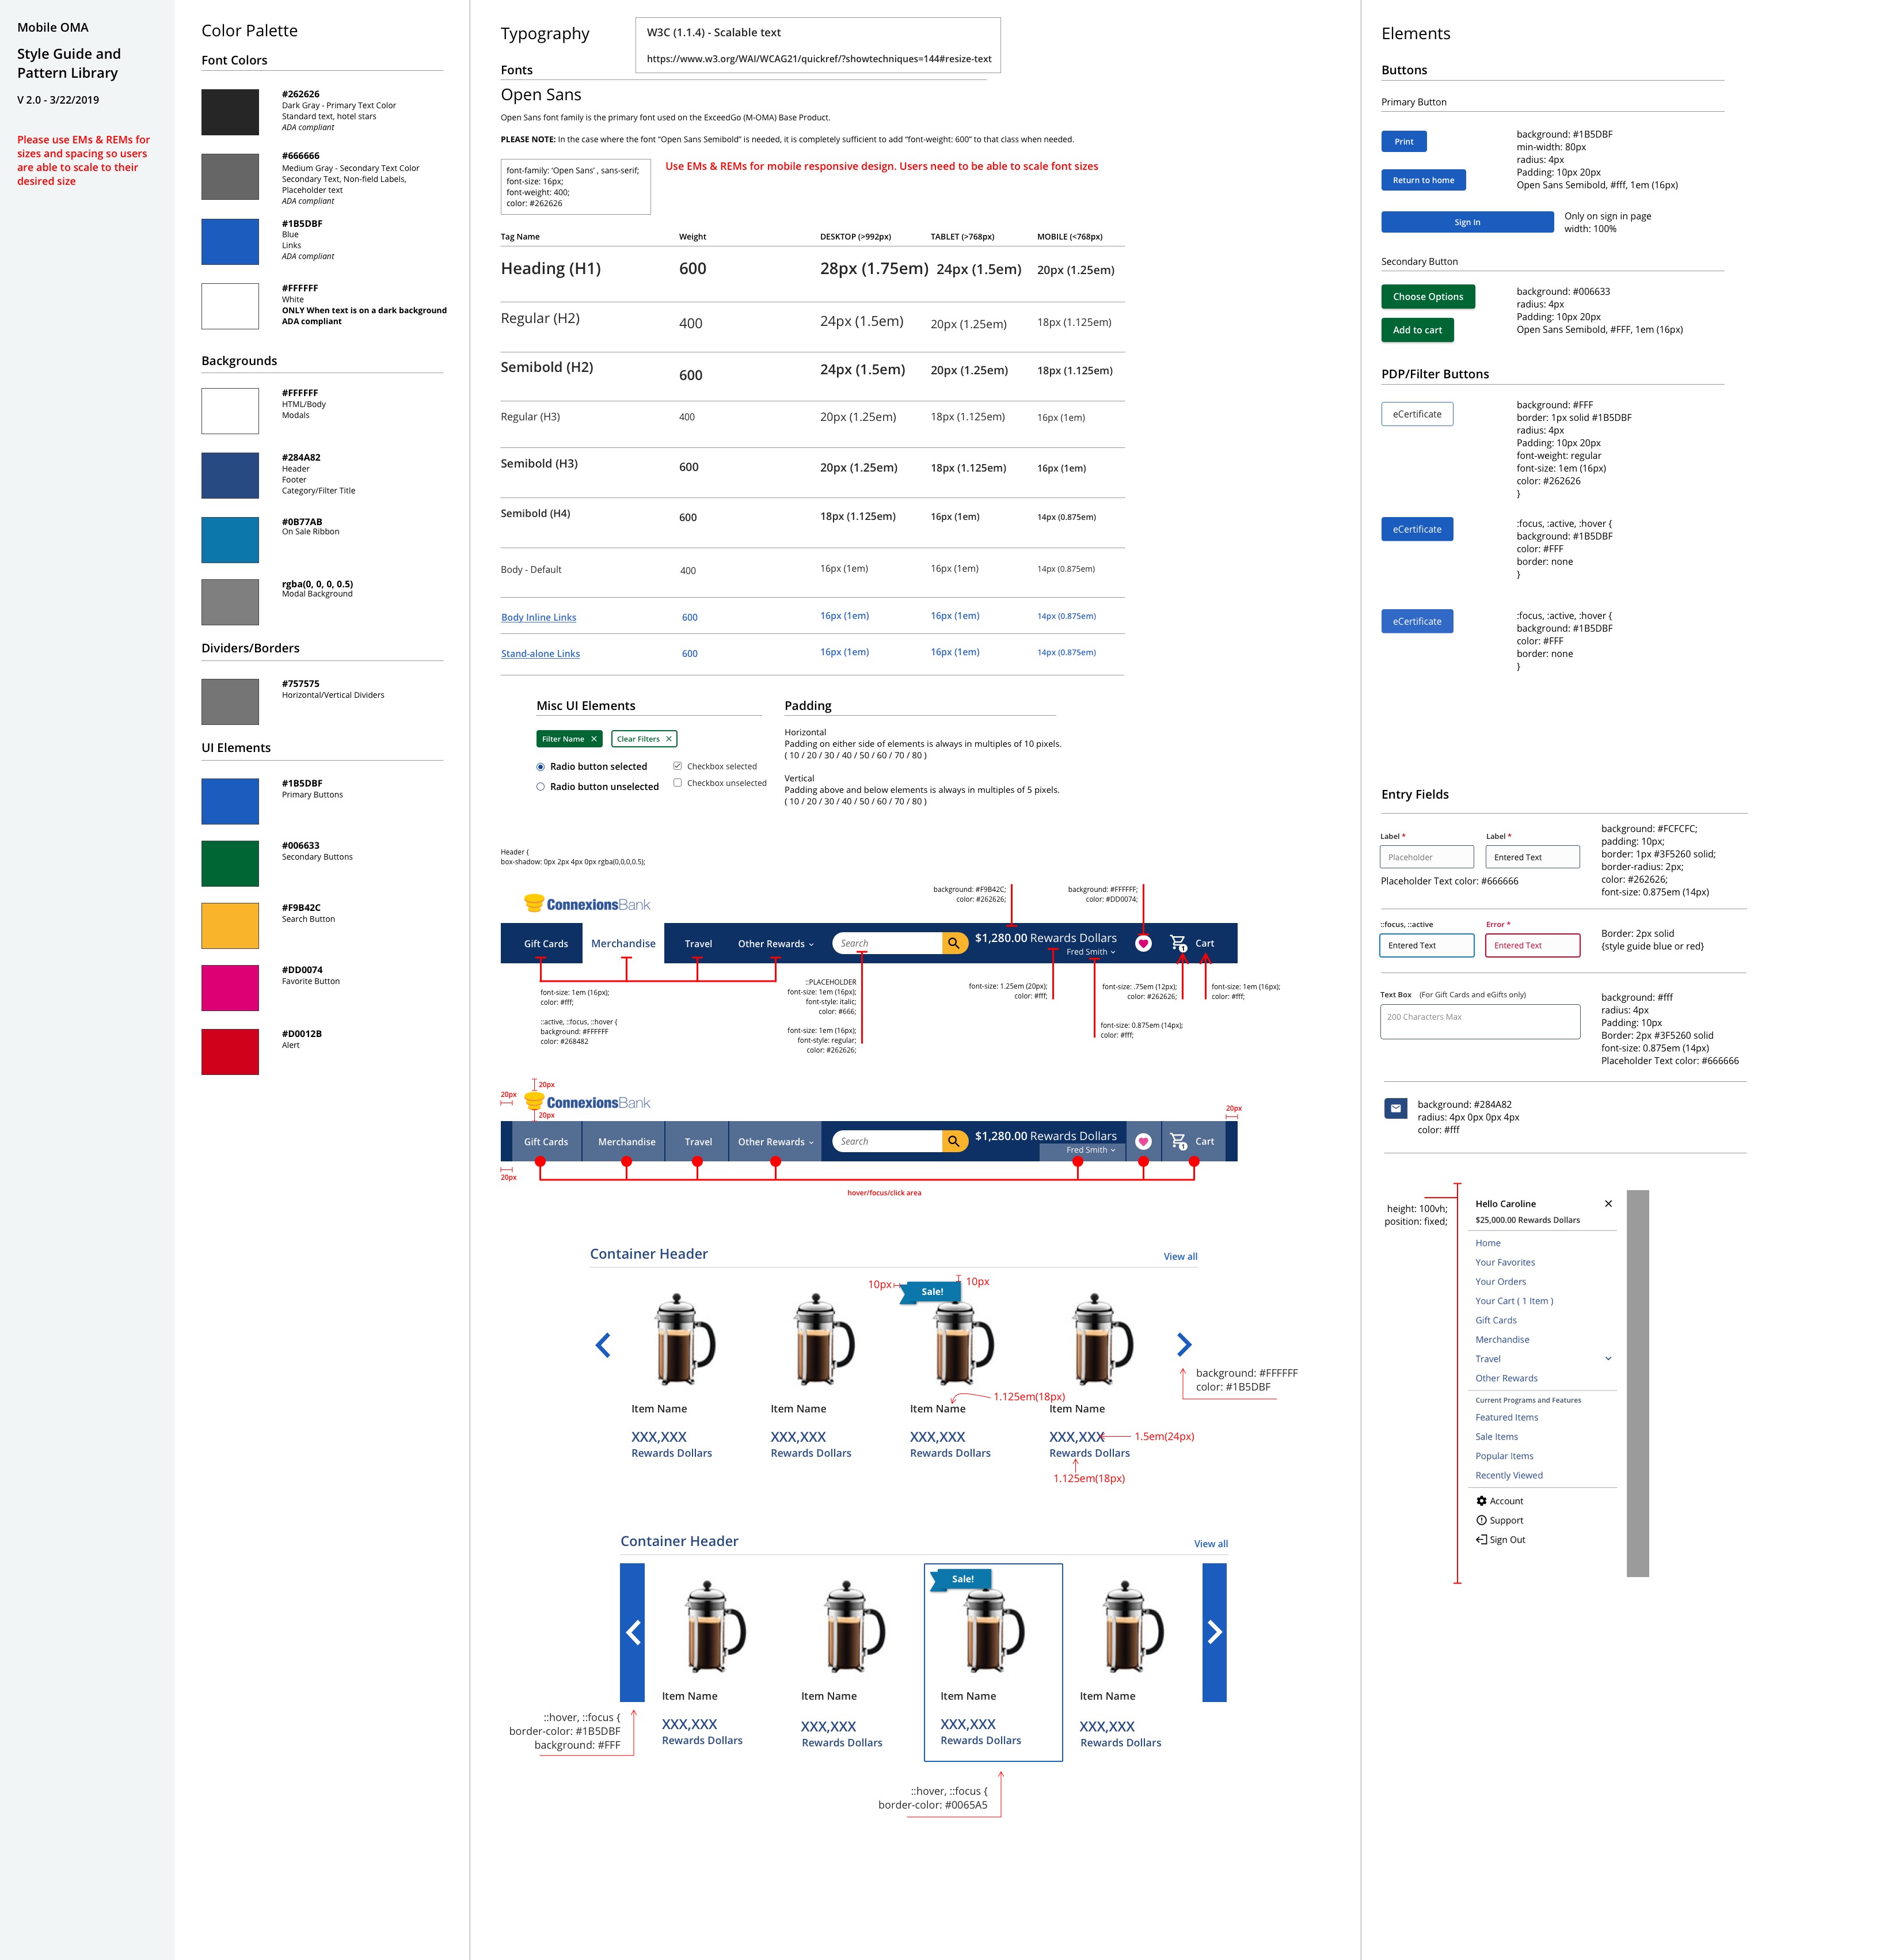 Mobile OMA
Style Guide and
Pattern Library
V 2.0 - 3/22/2019
Please use EMs & REMs for
sizes and spacing so users
are able to scale to their
desired size
Color Palette
Font Colors
#262626
Dark Gray - Primary Text Color
Standard text, hotel stars
ADA compliant
#666666
Medium Gray - Secondary Text Color
Secondary Text, Non-field Labels,
Placeholder text
ADA compliant
#1B5DBF
Blue
Links
ADA compliant
#FFFFFF
White
ONLY When text is on a dark background
ADA compliant
Backgrounds
#FFFFFF
HTML/Body
Modals
#284A82
Header
Footer
Category/Filter Title
#0B77AB
On Sale Ribbon
rgba(0, 0, 0, 0.5)
Modal Background
Dividers/Borders
#757575
Horizontal/Vertical Dividers
UI Elements
#1B5DBF
Primary Buttons
#006633
Secondary Buttons
#F9B42C
Search Button
#DD0074
Favorite Button
#D0012B
Alert
Typography
W3C (1.1.4) - Scalable text
https://www.w3.org/WAI/WCAG21/quickref/?showtechniques=144#resize-text
Fonts
Open Sans
Open Sans font family is the primary font used on the ExceedGo (M-OMA) Base Product.
PLEASE NOTE: In the case where the font “Open Sans Semibold” is needed, it is completely sufficient to add “font-weight: 600” to that class when needed.
font-family: ‘Open Sans’ , sans-serif;
font-size: 16px;
font-weight: 400;
color: #262626
Use EMs & REMs for mobile responsive design. Users need to be able to scale font sizes
Tag Name Weight DESKTOP (>992px) TABLET (>768px) MOBILE (<768px)
Heading (H1) 600 28px (1.75em) 24px (1.5em) 20px (1.25em)
Regular (H2) 400 24px (1.5em) 20px (1.25em) 18px (1.125em)
Semibold (H2) 600 24px (1.5em) 20px (1.25em) 18px (1.125em)
Regular (H3) 400 20px (1.25em) 18px (1.125em) 16px (1em)
Semibold (H3) 600 20px (1.25em) 18px (1.125em) 16px (1em)
Semibold (H4) 600 18px (1.125em) 16px (1em) 14px (0.875em)
Body - Default 400 16px (1em) 16px (1em) 14px (0.875em)
Body Inline Links 600 16px (1em) 16px (1em) 14px (0.875em)
Stand-alone Links 600 16px (1em) 16px (1em) 14px (0.875em)
Misc UI Elements
Filter Name Clear Filters
Radio button selected Checkbox selected
Radio button unselected Checkbox unselected
Padding
Horizontal
Padding on either side of elements is always in multiples of 10 pixels.
( 10 / 20 / 30 / 40 / 50 / 60 / 70 / 80 )
Vertical
Padding above and below elements is always in multiples of 5 pixels.
( 10 / 20 / 30 / 40 / 50 / 60 / 70 / 80 )
Header {
box-shadow: 0px 2px 4px 0px rgba(0,0,0,0.5);
background: #F9B42C;
color: #262626;
background: #FFFFFF;
color: #DD0074;
ConnexionsBank
Gift Cards Merchandise Travel Other Rewards Search $1,280.00 Rewards Dollars
Fred Smith
1
Cart
font-size: 1em (16px);
color: #fff;
::active, ::focus, ::hover {
background: #FFFFFF
color: #268482
::PLACEHOLDER
font-size: 1em (16px);
font-style: italic;
color: #666;
font-size: 1em (16px);
font-style: regular;
color: #262626;
font-size: 1.25em (20px);
color: #fff;
font-size: 0.875em (14px);
color: #fff;
font-size: .75em (12px);
color: #262626;
font-size: 1em (16px);
color: #fff;
20px
20px
ConnexionsBank
20px
20px
Gift Cards Merchandise Travel Other Rewards Search $1,280.00 Rewards Dollars
Fred Smith
1
Cart
20px
hover/focus/click area
Container Header View all
10px
10px
Sale!
background: #FFFFFF
color: #1B5DBF
1.125em(18px)
Item Name Item Name Item Name Item Name
XXX,XXX XXX,XXX XXX,XXX XXX,XXX
1.5em(24px)
Rewards Dollars Rewards Dollars Rewards Dollars Rewards Dollars
1.125em(18px)
Container Header View all
Sale!
Item Name Item Name Item Name Item Name
XXX,XXX XXX,XXX XXX,XXX XXX,XXX
Rewards Dollars Rewards Dollars Rewards Dollars Rewards Dollars
::hover, ::focus {
border-color: #1B5DBF
background: #FFF
::hover, ::focus {
border-color: #0065A5
Elements
Buttons
Primary Button
Print
Return to home
background: #1B5DBF
min-width: 80px
radius: 4px
Padding: 10px 20px
Open Sans Semibold, #fff, 1em (16px)
Sign In
Only on sign in page
width: 100%
Secondary Button
Choose Options
Add to cart
background: #006633
radius: 4px
Padding: 10px 20px
Open Sans Semibold, #FFF, 1em (16px)
PDP/Filter Buttons
eCertificate
background: #FFF
border: 1px solid #1B5DBF
radius: 4px
Padding: 10px 20px
font-weight: regular
font-size: 1em (16px)
color: #262626
}
eCertificate
:focus, :active, :hover {
background: #1B5DBF
color: #FFF
border: none
}
eCertificate
:focus, :active, :hover {
background: #1B5DBF
color: #FFF
border: none
}
Entry Fields
Label * Label *
Placeholder Entered Text
Placeholder Text color: #666666
background: #FCFCFC;
padding: 10px;
border: 1px #3F5260 solid;
border-radius: 2px;
color: #262626;
font-size: 0.875em (14px)
::focus, ::active Error *
Entered Text Entered Text
Border: 2px solid
{style guide blue or red}
Text Box (For Gift Cards and eGifts only)
200 Characters Max
background: #fff
radius: 4px
Padding: 10px
Border: 2px #3F5260 solid
font-size: 0.875em (14px)
Placeholder Text color: #666666
background: #284A82
radius: 4px 0px 0px 4px
color: #fff
height: 100vh;
position: fixed;
Hello Caroline
$25,000.00 Rewards Dollars
Home
Your Favorites
Your Orders
Your Cart ( 1 Item )
Gift Cards
Merchandise
Travel
Other Rewards
Current Programs and Features
Featured Items
Sale Items
Popular Items
Recently Viewed
Account
Support
Sign Out